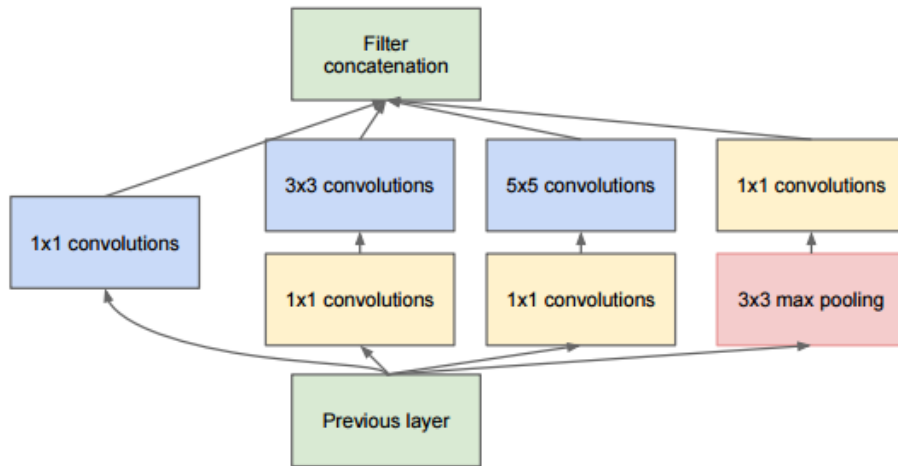 Filter
concatenation
3x3 convolutions
5x5 convolutions
1x1 convolutions
1x1 convolutions
1x1 convolutions
1x1 convolutions
3x3 max pooling
Previous layer